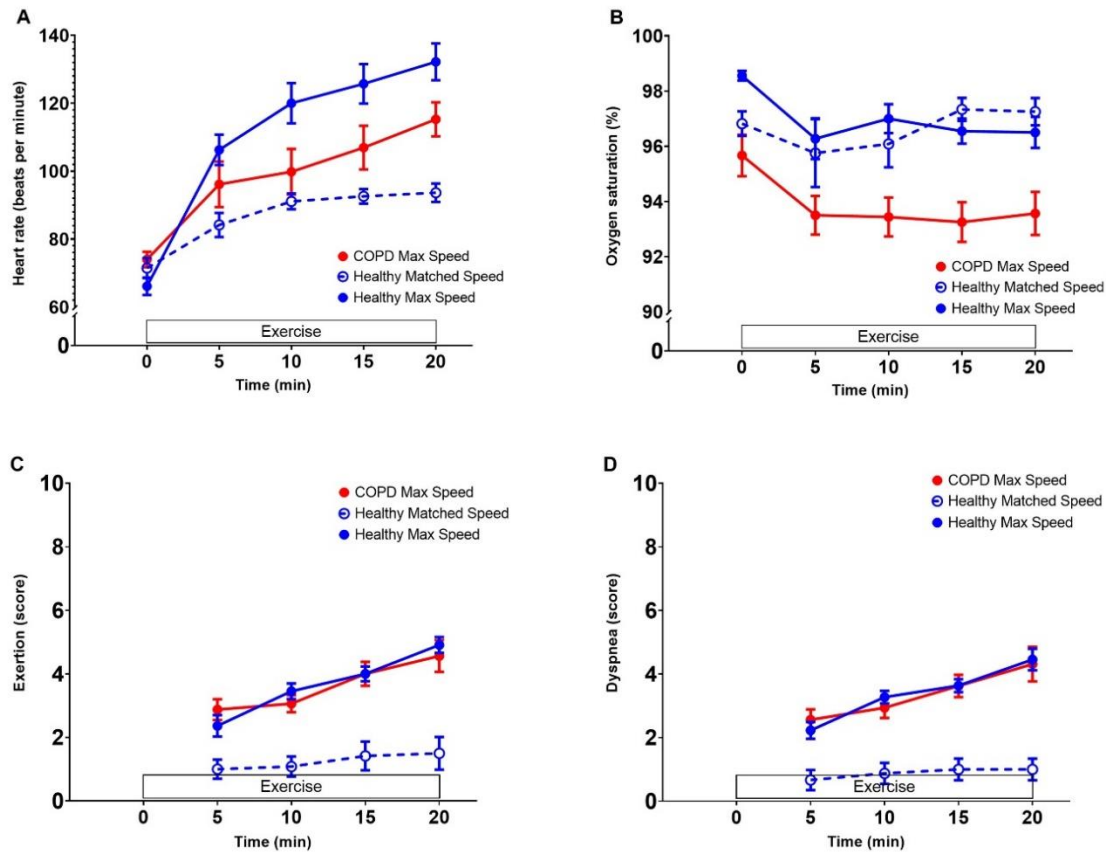 A
Heart rate (beats per minute)
140
120
100
80
60
0
COPD Max Speed
Healthy Matched Speed
Healthy Max Speed
Exercise
0 5 10 15 20
Time (min)
B
Oxygen saturation (%)
100
98
96
94
92
90
0
COPD Max Speed
Healthy Matched Speed
Healthy Max Speed
Exercise
0 5 10 15 20
Time (min)
C
Exertion (score)
10
8
6
4
2
0
COPD Max Speed
Healthy Matched Speed
Healthy Max Speed
Exercise
0 5 10 15 20
Time (min)
D
Dyspnea (score)
10
8
6
4
2
0
COPD Max Speed
Healthy Matched Speed
Healthy Max Speed
Exercise
0 5 10 15 20
Time (min)